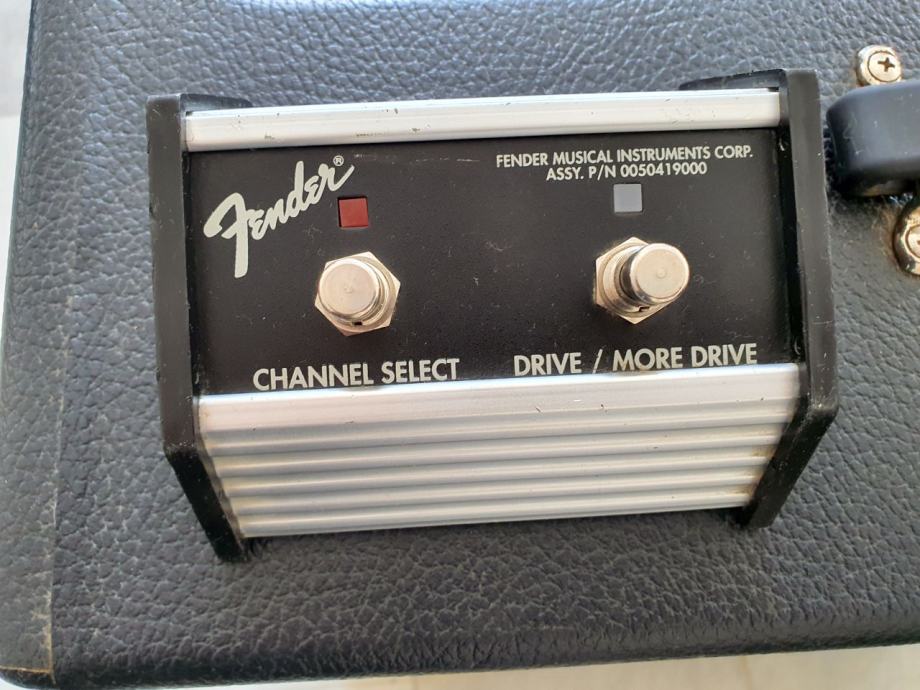 Fender®
FENDER MUSICAL INSTRUMENTS CORP.
ASSY. P/N 0050419000
CHANNEL SELECT
DRIVE / MORE DRIVE